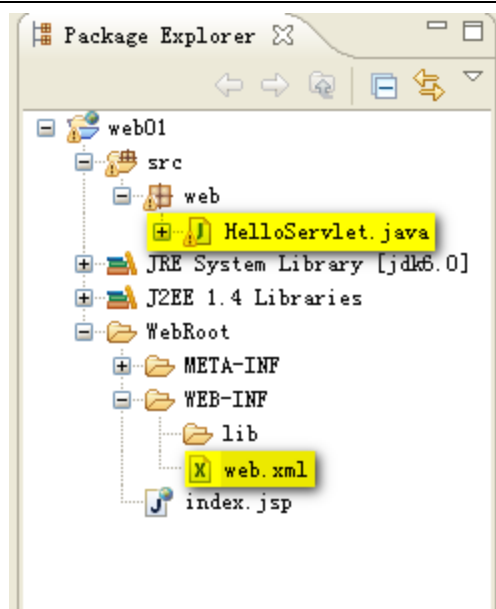 Package Explorer
web01
src
web
HelloServlet.java
JRE System Library [jdk6.0]
J2EE 1.4 Libraries
WebRoot
META-INF
WEB-INF
lib
web.xml
index.jsp